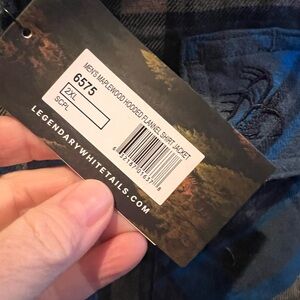 MEN'S MAPLEWOOD HOODED FLANNEL SHIRT JACKET
6575
2XL
SCPL
LEGENDARYWHITETAILS.COM